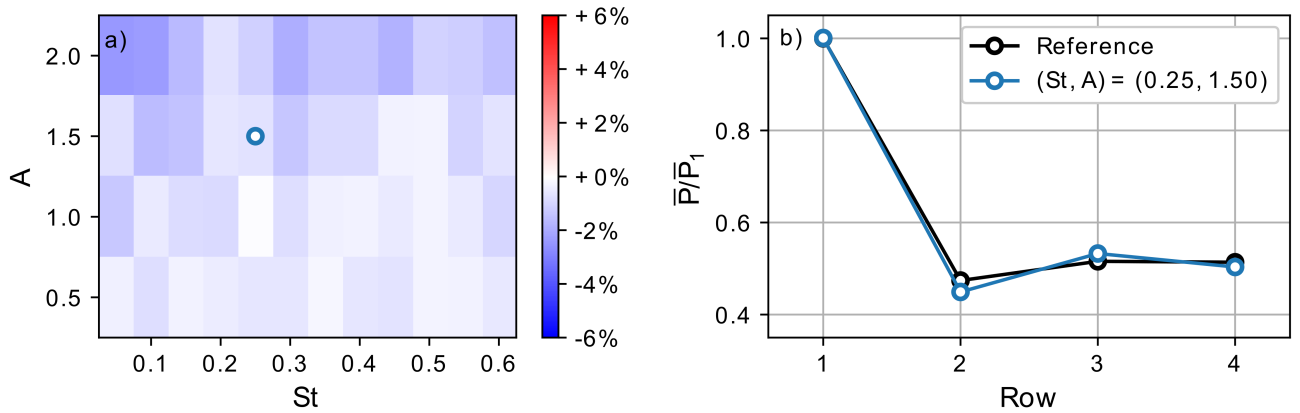 a)
2.0
1.5
1.0
0.5
A
0.1 0.2 0.3 0.4 0.5 0.6
St
+6%
+4%
+2%
+0%
-2%
-4%
-6%
b)
Reference
(St, A) = (0.25, 1.50)
1.0
0.8
0.6
0.4
P̅/P̅₁
1 2 3 4
Row